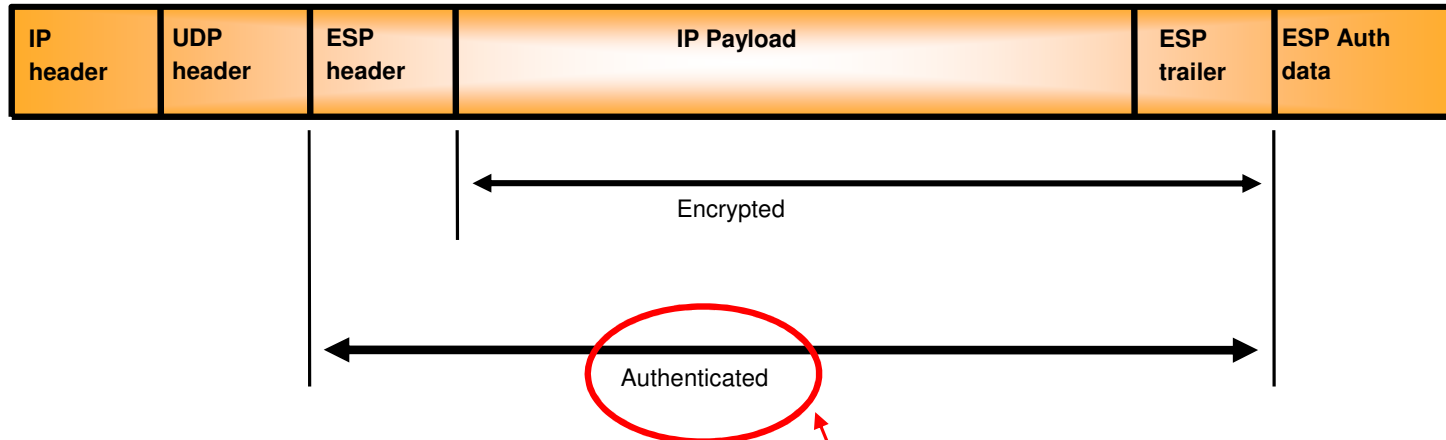 IP header
UDP header
ESP header
IP Payload
ESP trailer
ESP Auth data
Encrypted
Authenticated